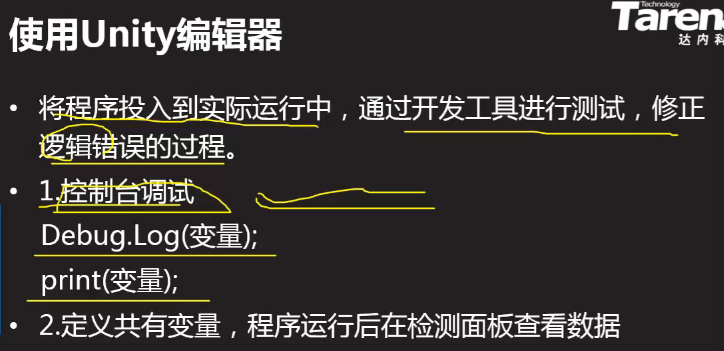 Technology
Taren
达内科
使用Unity编辑器
• 将程序投入到实际运行中，通过开发工具进行测试，修正
逻辑错误的过程。
• 1.控制台调试
Debug.Log(变量);
print(变量);
• 2.定义共有变量，程序运行后在检测面板查看数据